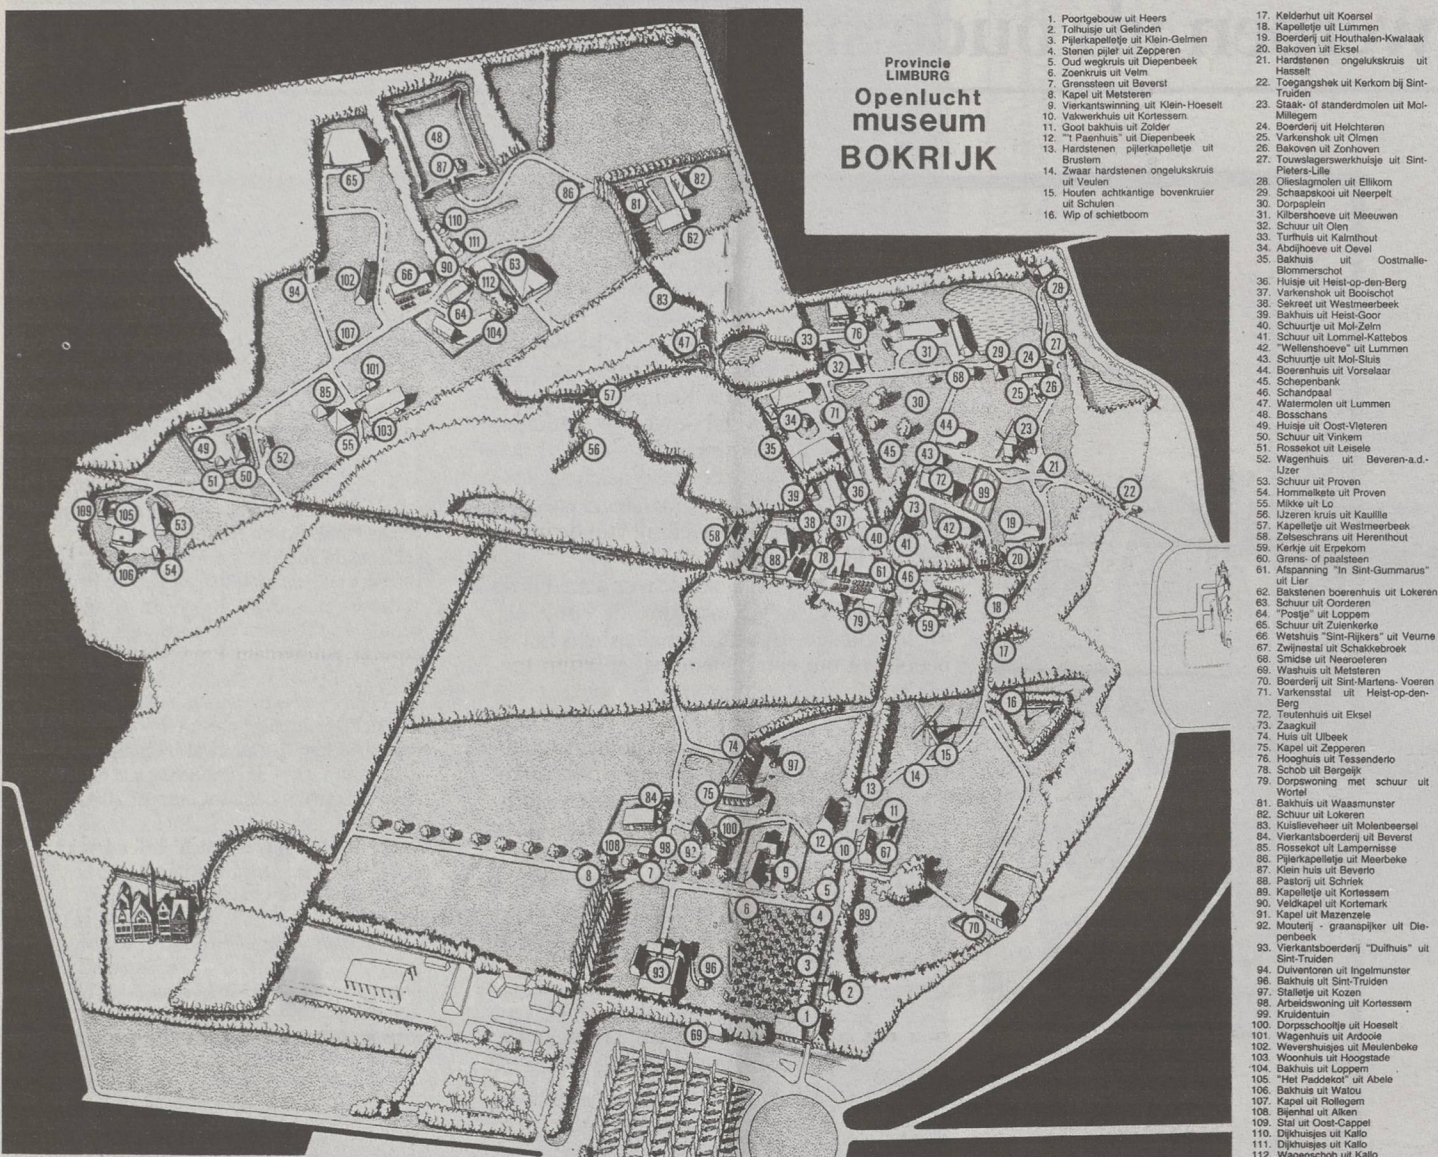 Provincie
LIMBURG
Openlucht
museum
BOKRIJK
1. Poortgebouw uit Heers
2. Tolhuisje uit Gelinden
3. Pijlerkapelletje uit Klein-Gelmen
4. Stenen pijler uit Zepperen
5. Oud wegkruis uit Diepenbeek
6. Zoenkruis uit Velm
7. Grenssteen uit Beverst
8. Kapel uit Metsteren
9. Vierkantswinning uit Klein-Hoeselt
10. Vakwerkhuis uit Kortessem
11. Goot bakhuis uit Zolder
12. "'t Paenhuis" uit Diepenbeek
13. Hardstenen pijlerkapelletje uit
Brustem
14. Zwaar hardstenen ongelukskruis
uit Veulen
15. Houten achtkantige bovenkruier
uit Schulen
16. Wip of schietboom
17. Kelderhut uit Koersel
18. Kapelletje uit Lummen
19. Boerderij uit Houthalen-Kwalaak
20. Bakoven uit Eksel
21. Hardstenen ongelukskruis uit
Hasselt
22. Toegangshek uit Kerkom bij Sint-
Truiden
23. Staak- of standerdmolen uit Mol-
Millegem
24. Boerderij uit Helchteren
25. Varkenshok uit Olmen
26. Bakoven uit Zonhoven
27. Touwslagerswerkhuisje uit Sint-
Pieters-Lille
28. Olieslagmolen uit Ellikom
29. Schaapskooi uit Neerpelt
30. Dorpsplein
31. Kilbershoeve uit Meeuwen
32. Schuur uit Olen
33. Turfhuis uit Kalmthout
34. Abdijhoeve uit Oevel
35. Bakhuis uit Oostmalle-
Blommerschot
36. Huisje uit Heist-op-den-Berg
37. Varkenshok uit Booischot
38. Sekreet uit Westmeerbeek
39. Bakhuis uit Heist-Goor
40. Schuurtje uit Mol-Zelm
41. Schuur uit Lommel-Kattebos
42. "Wellenshoeve" uit Lummen
43. Schuurtje uit Mol-Sluis
44. Boerenhuis uit Vorselaar
45. Schepenbank
46. Schandpaal
47. Watermolen uit Lummen
48. Bosschans
49. Huisje uit Oost-Vleteren
50. Schuur uit Vinkem
51. Rossekot uit Leisele
52. Wagenhuis uit Beveren-a.d.-
IJzer
53. Schuur uit Proven
54. Hommelkete uit Proven
55. Mikke uit Lo
56. IJzeren kruis uit Kaulille
57. Kapelletje uit Westmeerbeek
58. Zelseschrans uit Herenthout
59. Kerkje uit Erpekom
60. Grens- of paalsteen
61. Afspanning "In Sint-Gummarus"
uit Lier
62. Bakstenen boerenhuis uit Lokeren
63. Schuur uit Oorderen
64. "Postje" uit Loppem
65. Schuur uit Zuienkerke
66. Wetshuis "Sint-Rijkers" uit Veurne
67. Zwijnestal uit Schakkebroek
68. Smidse uit Neeroeteren
69. Washuis uit Metsteren
70. Boerderij uit Sint-Martens- Voeren
71. Varkensstal uit Heist-op-den-
Berg
72. Teutenhuis uit Eksel
73. Zaagkuil
74. Huis uit Ulbeek
75. Kapel uit Zepperen
76. Hooghuis uit Tessenderlo
78. Schob uit Bergeijk
79. Dorpswoning met schuur uit
Wortel
81. Bakhuis uit Waasmunster
82. Schuur uit Lokeren
83. Kuislieveheer uit Molenbeersel
84. Vierkantsboerderij uit Beverst
85. Rossekot uit Lampernisse
86. Pijlerkapelletje uit Meerbeke
87. Klein huis uit Beverlo
88. Pastorij uit Schriek
89. Kapelletje uit Kortessem
90. Veldkapel uit Kortemark
91. Kapel uit Mazenzele
92. Mouterij - graanspijker uit Die-
penbeek
93. Vierkantsboerderij "Duifhuis" uit
Sint-Truiden
94. Duiventoren uit Ingelmunster
96. Bakhuis uit Sint-Truiden
97. Stalletje uit Kozen
98. Arbeidswoning uit Kortessem
99. Kruidentuin
100. Dorpsschooltje uit Hoeselt
101. Wagenhuis uit Ardooie
102. Wevershuisjes uit Meulenbeke
103. Woonhuis uit Hoogstade
104. Bakhuis uit Loppem
105. "Het Paddekot" uit Abele
106. Bakhuis uit Watou
107. Kapel uit Rollegem
108. Bijenhal uit Alken
109. Stal uit Oost-Cappel
110. Dijkhuisjes uit Kallo
111. Dijkhuisjes uit Kallo
112. Wagenschob uit Kallo